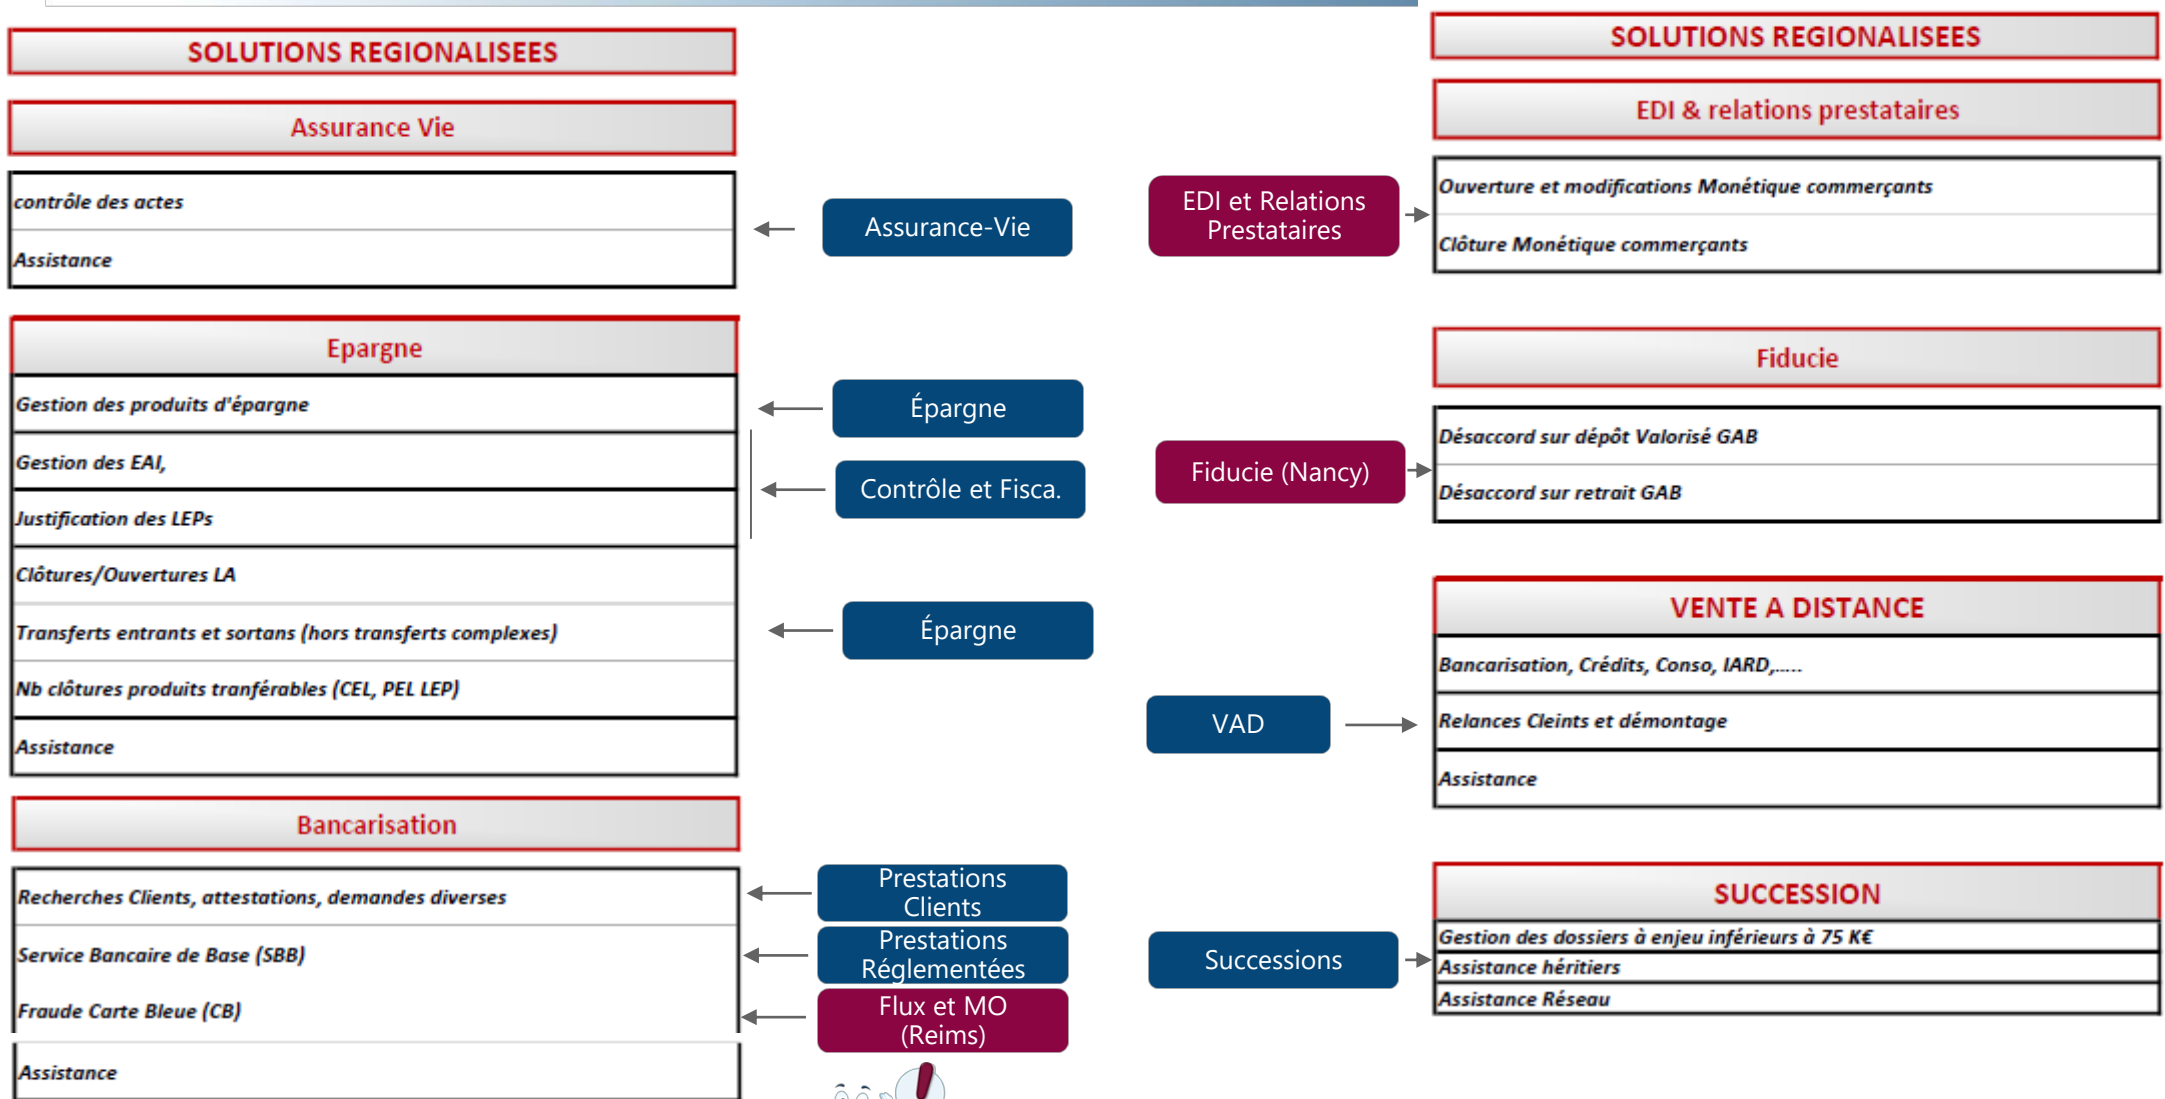 SOLUTIONS REGIONALISEES
Assurance Vie
contrôle des actes
Assistance
Assurance-Vie
Epargne
Gestion des produits d'épargne
Gestion des EAI,
Justification des LEPs
Clôtures/Ouvertures LA
Transferts entrants et sortans (hors transferts complexes)
Nb clôtures produits tranférables (CEL, PEL LEP)
Assistance
Épargne
Contrôle et Fisca.
Épargne
Bancarisation
Recherches Clients, attestations, demandes diverses
Service Bancaire de Base (SBB)
Fraude Carte Bleue (CB)
Assistance
Prestations
Clients
Prestations
Réglementées
Flux et MO
(Reims)
SOLUTIONS REGIONALISEES
EDI & relations prestataires
EDI et Relations
Prestataires
Ouverture et modifications Monétique commerçants
Clôture Monétique commerçants
Fiducie
Fiducie (Nancy)
Désaccord sur dépôt Valorisé GAB
Désaccord sur retrait GAB
VENTE A DISTANCE
VAD
Bancarisation, Crédits, Conso, IARD,.....
Relances Cleints et démontage
Assistance
SUCCESSION
Successions
Gestion des dossiers à enjeu inférieurs à 75 K€
Assistance héritiers
Assistance Réseau